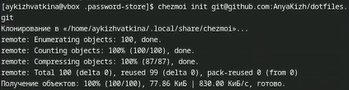 [aykizhvatkina@vbox .password-store]$ chezmoi init git@github.com:AnyaKizh/dotfiles.
git
Клонирование в «/home/aykizhvatkina/.local/share/chezmoi»...
remote: Enumerating objects: 100, done.
remote: Counting objects: 100% (100/100), done.
remote: Compressing objects: 100% (87/87), done.
remote: Total 100 (delta 0), reused 99 (delta 0), pack-reused 0 (from 0)
Получение объектов: 100% (100/100), 77.86 КиБ | 830.00 КиБ/с, готово.